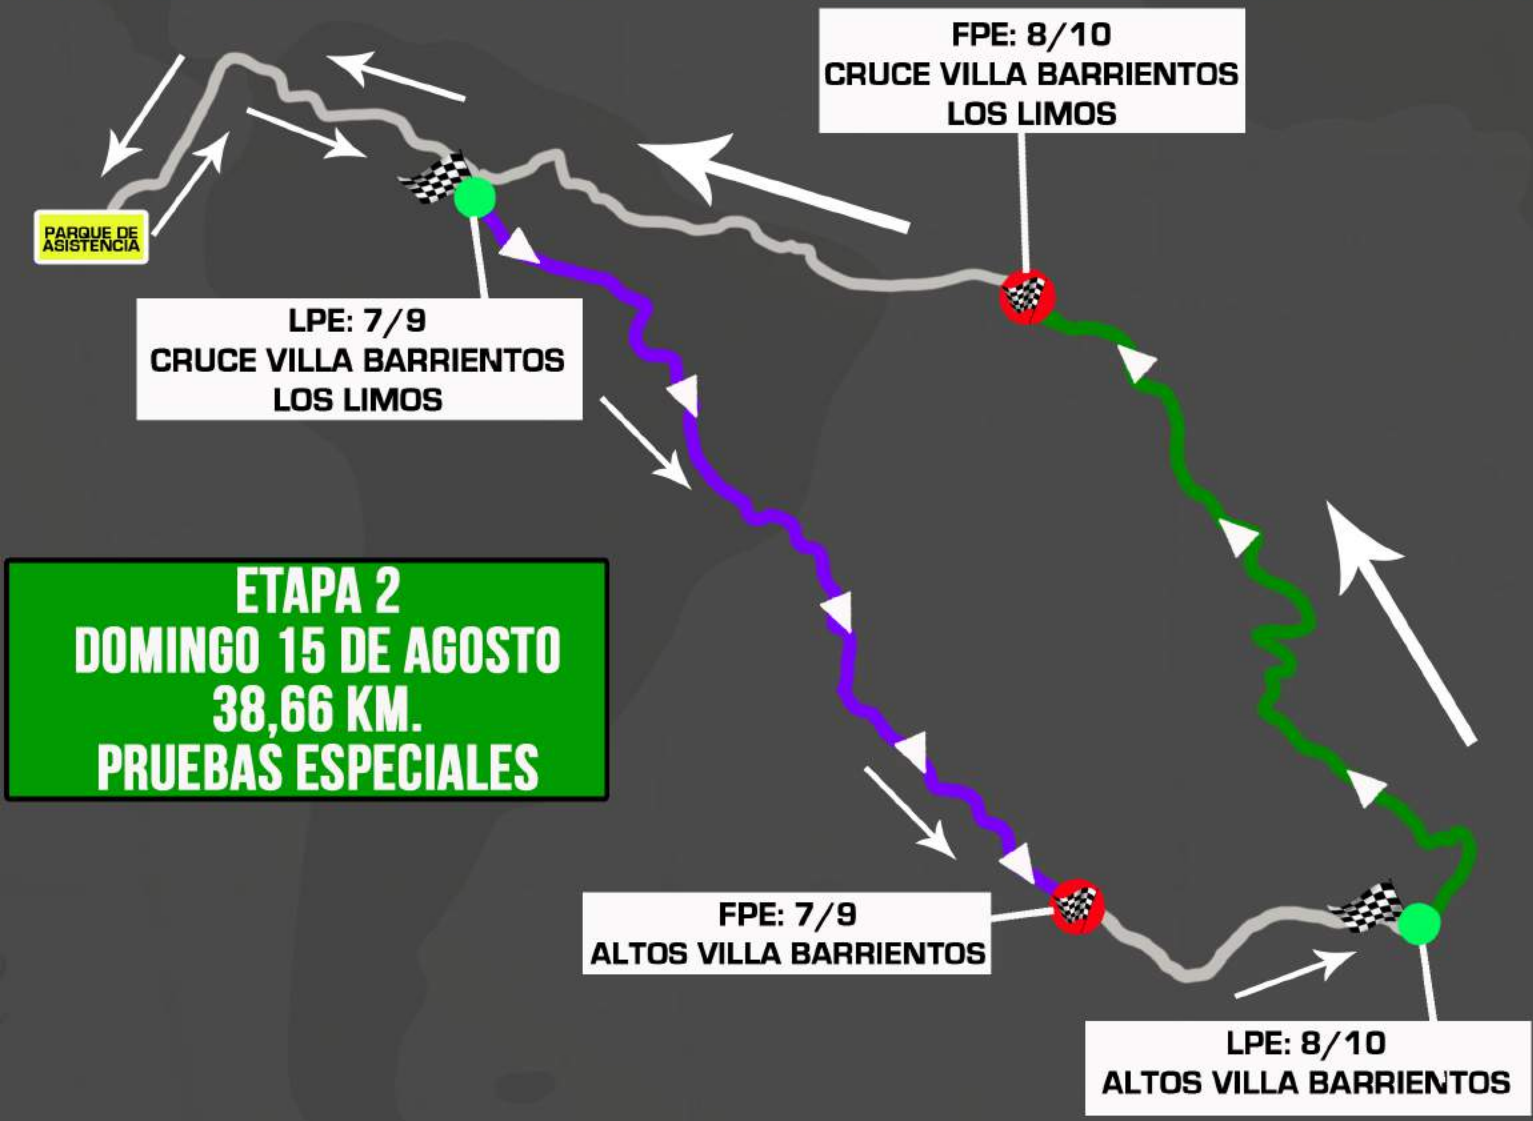 FPE: 8/10
CRUCE VILLA BARRIENTOS
LOS LIMOS
PARQUE DE
ASISTENCIA
LPE: 7/9
CRUCE VILLA BARRIENTOS
LOS LIMOS
ETAPA 2
DOMINGO 15 DE AGOSTO
38,66 KM.
PRUEBAS ESPECIALES
FPE: 7/9
ALTOS VILLA BARRIENTOS
LPE: 8/10
ALTOS VILLA BARRIENTOS